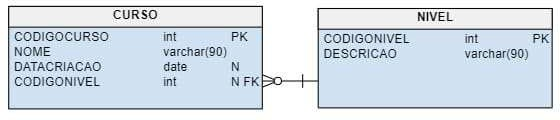 CURSO
CODIGOCURSO int PK
NOME varchar(90)
DATACRIACAO date N
CODIGONIVEL int N FK
NIVEL
CODIGONIVEL int PK
DESCRICAO varchar(90)